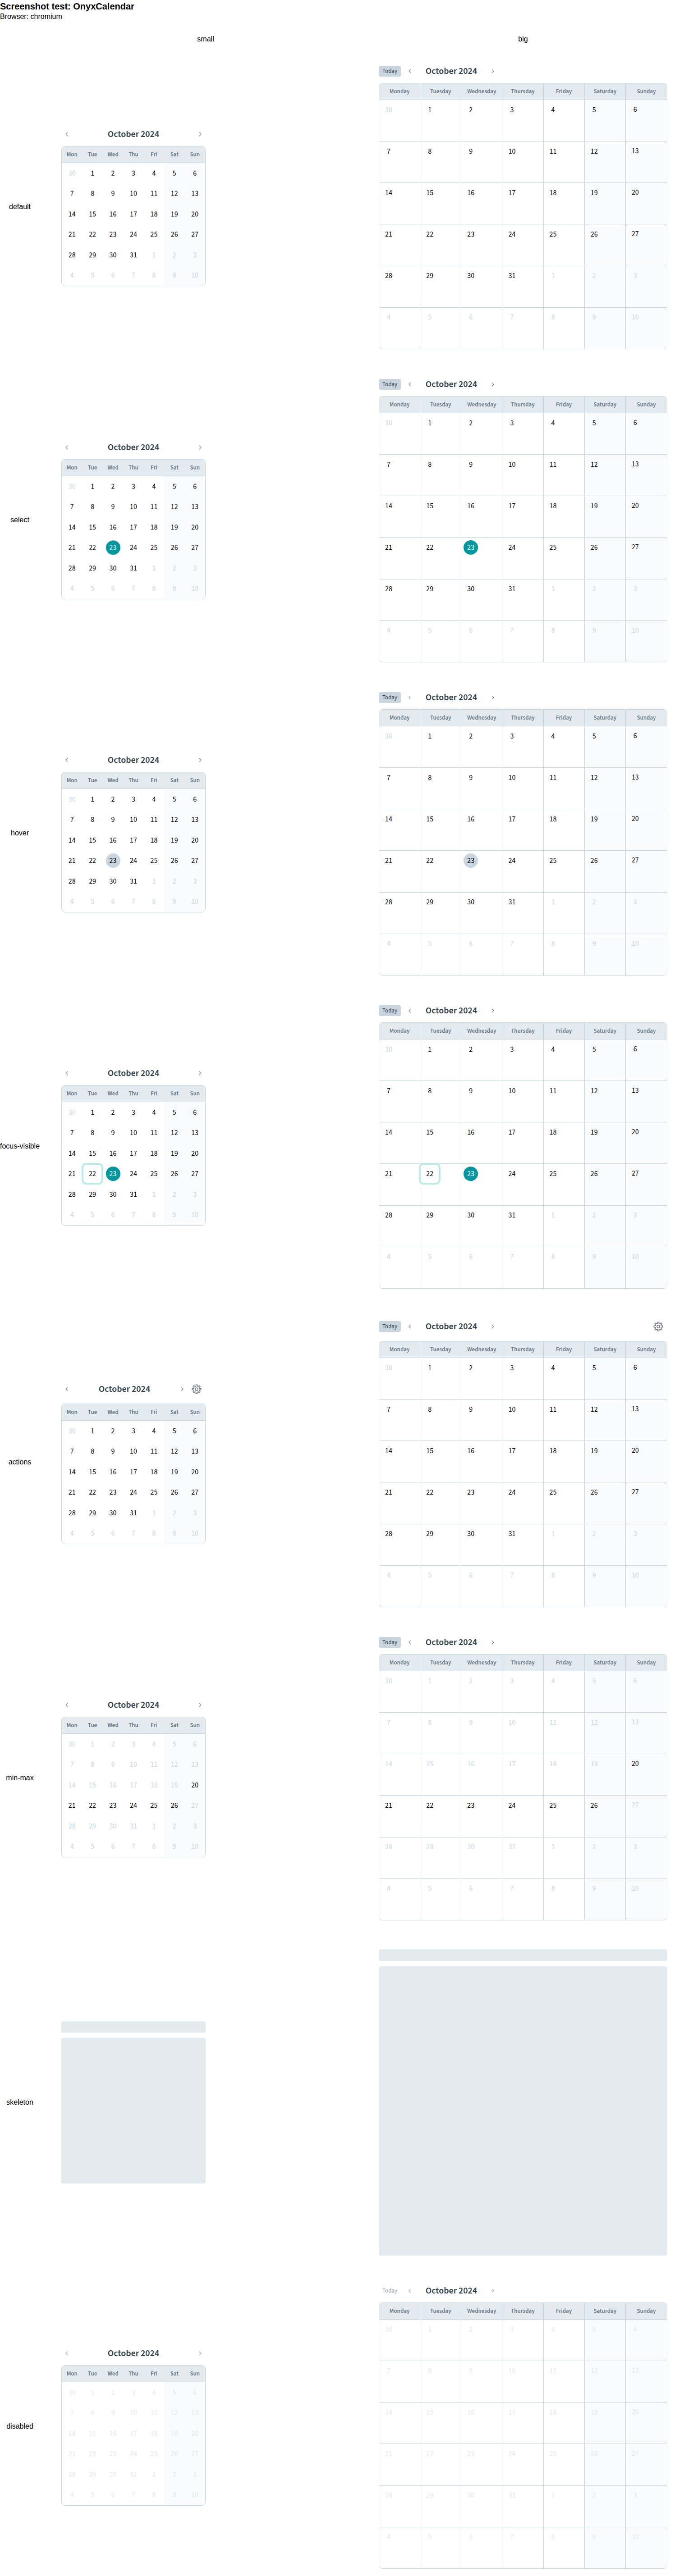 Screenshot test: OnyxCalendar
Browser: chromium
small
big
default
October 2024
Mon Tue Wed Thu Fri Sat Sun
30 1 2 3 4 5 6
7 8 9 10 11 12 13
14 15 16 17 18 19 20
21 22 23 24 25 26 27
28 29 30 31 1 2 3
4 5 6 7 8 9 10
Today October 2024
Monday Tuesday Wednesday Thursday Friday Saturday Sunday
30 1 2 3 4 5 6
7 8 9 10 11 12 13
14 15 16 17 18 19 20
21 22 23 24 25 26 27
28 29 30 31 1 2 3
4 5 6 7 8 9 10
select
October 2024
Mon Tue Wed Thu Fri Sat Sun
30 1 2 3 4 5 6
7 8 9 10 11 12 13
14 15 16 17 18 19 20
21 22 23 24 25 26 27
28 29 30 31 1 2 3
4 5 6 7 8 9 10
Today October 2024
Monday Tuesday Wednesday Thursday Friday Saturday Sunday
30 1 2 3 4 5 6
7 8 9 10 11 12 13
14 15 16 17 18 19 20
21 22 23 24 25 26 27
28 29 30 31 1 2 3
4 5 6 7 8 9 10
hover
October 2024
Mon Tue Wed Thu Fri Sat Sun
30 1 2 3 4 5 6
7 8 9 10 11 12 13
14 15 16 17 18 19 20
21 22 23 24 25 26 27
28 29 30 31 1 2 3
4 5 6 7 8 9 10
Today October 2024
Monday Tuesday Wednesday Thursday Friday Saturday Sunday
30 1 2 3 4 5 6
7 8 9 10 11 12 13
14 15 16 17 18 19 20
21 22 23 24 25 26 27
28 29 30 31 1 2 3
4 5 6 7 8 9 10
focus-visible
October 2024
Mon Tue Wed Thu Fri Sat Sun
30 1 2 3 4 5 6
7 8 9 10 11 12 13
14 15 16 17 18 19 20
21 22 23 24 25 26 27
28 29 30 31 1 2 3
4 5 6 7 8 9 10
Today October 2024
Monday Tuesday Wednesday Thursday Friday Saturday Sunday
30 1 2 3 4 5 6
7 8 9 10 11 12 13
14 15 16 17 18 19 20
21 22 23 24 25 26 27
28 29 30 31 1 2 3
4 5 6 7 8 9 10
actions
October 2024
Mon Tue Wed Thu Fri Sat Sun
30 1 2 3 4 5 6
7 8 9 10 11 12 13
14 15 16 17 18 19 20
21 22 23 24 25 26 27
28 29 30 31 1 2 3
4 5 6 7 8 9 10
Today October 2024
Monday Tuesday Wednesday Thursday Friday Saturday Sunday
30 1 2 3 4 5 6
7 8 9 10 11 12 13
14 15 16 17 18 19 20
21 22 23 24 25 26 27
28 29 30 31 1 2 3
4 5 6 7 8 9 10
min-max
October 2024
Mon Tue Wed Thu Fri Sat Sun
30 1 2 3 4 5 6
7 8 9 10 11 12 13
14 15 16 17 18 19 20
21 22 23 24 25 26 27
28 29 30 31 1 2 3
4 5 6 7 8 9 10
Today October 2024
Monday Tuesday Wednesday Thursday Friday Saturday Sunday
30 1 2 3 4 5 6
7 8 9 10 11 12 13
14 15 16 17 18 19 20
21 22 23 24 25 26 27
28 29 30 31 1 2 3
4 5 6 7 8 9 10
skeleton
disabled
October 2024
Mon Tue Wed Thu Fri Sat Sun
30 1 2 3 4 5 6
7 8 9 10 11 12 13
14 15 16 17 18 19 20
21 22 23 24 25 26 27
28 29 30 31 1 2 3
4 5 6 7 8 9 10
Today October 2024
Monday Tuesday Wednesday Thursday Friday Saturday Sunday
30 1 2 3 4 5 6
7 8 9 10 11 12 13
14 15 16 17 18 19 20
21 22 23 24 25 26 27
28 29 30 31 1 2 3
4 5 6 7 8 9 10